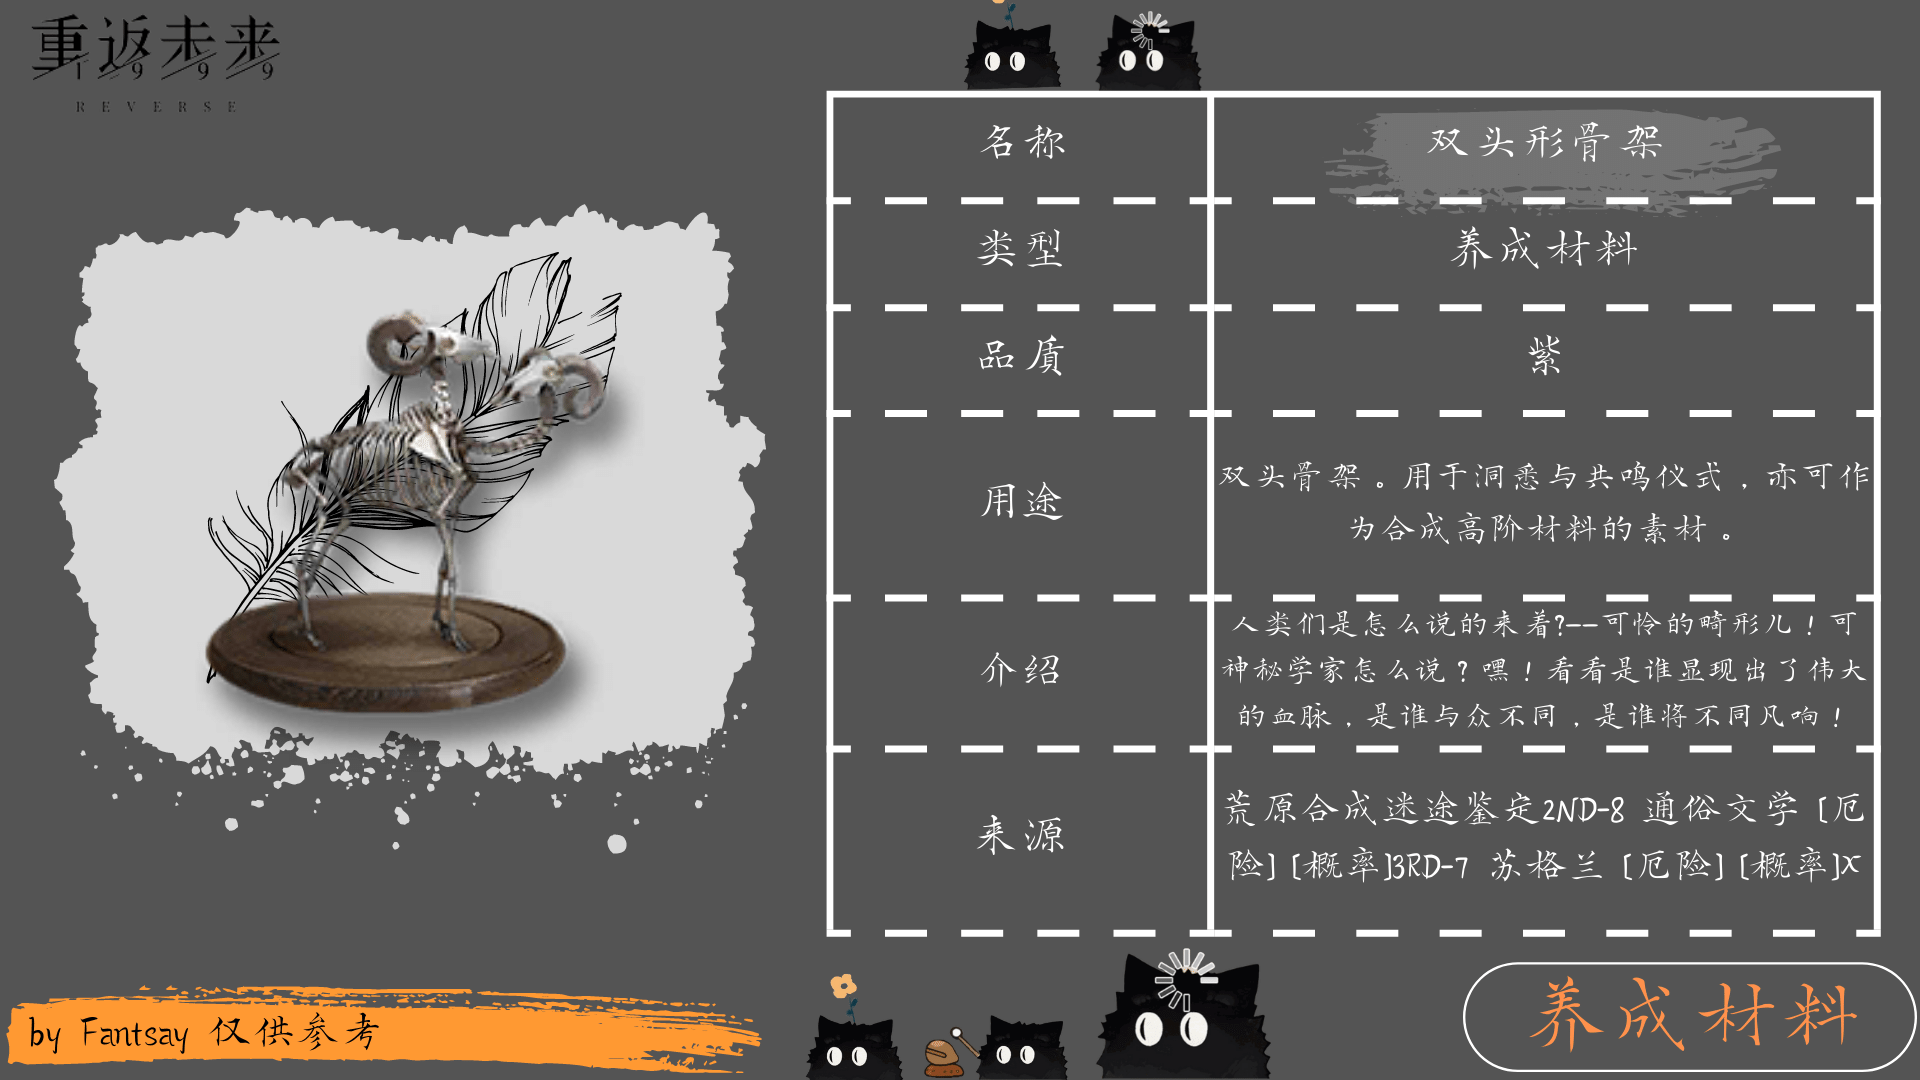 重返未来
1999
REVERSE
名称
双头形骨架
类型
养成材料
品质
紫
用途
双头骨架。用于洞悉与共鸣仪式，亦可作
为合成高阶材料的素材。
介绍
人类们是怎么说的来着?--可怜的畸形儿！可
神秘学家怎么说？嘿！看看是谁显现出了伟大
的血脉，是谁与众不同，是谁将不同凡响！
来源
荒原合成迷途鉴定2ND-8 通俗文学 [厄
险] [概率]3RD-7 苏格兰 [厄险] [概率]X
by Fantsay 仅供参考
养成材料